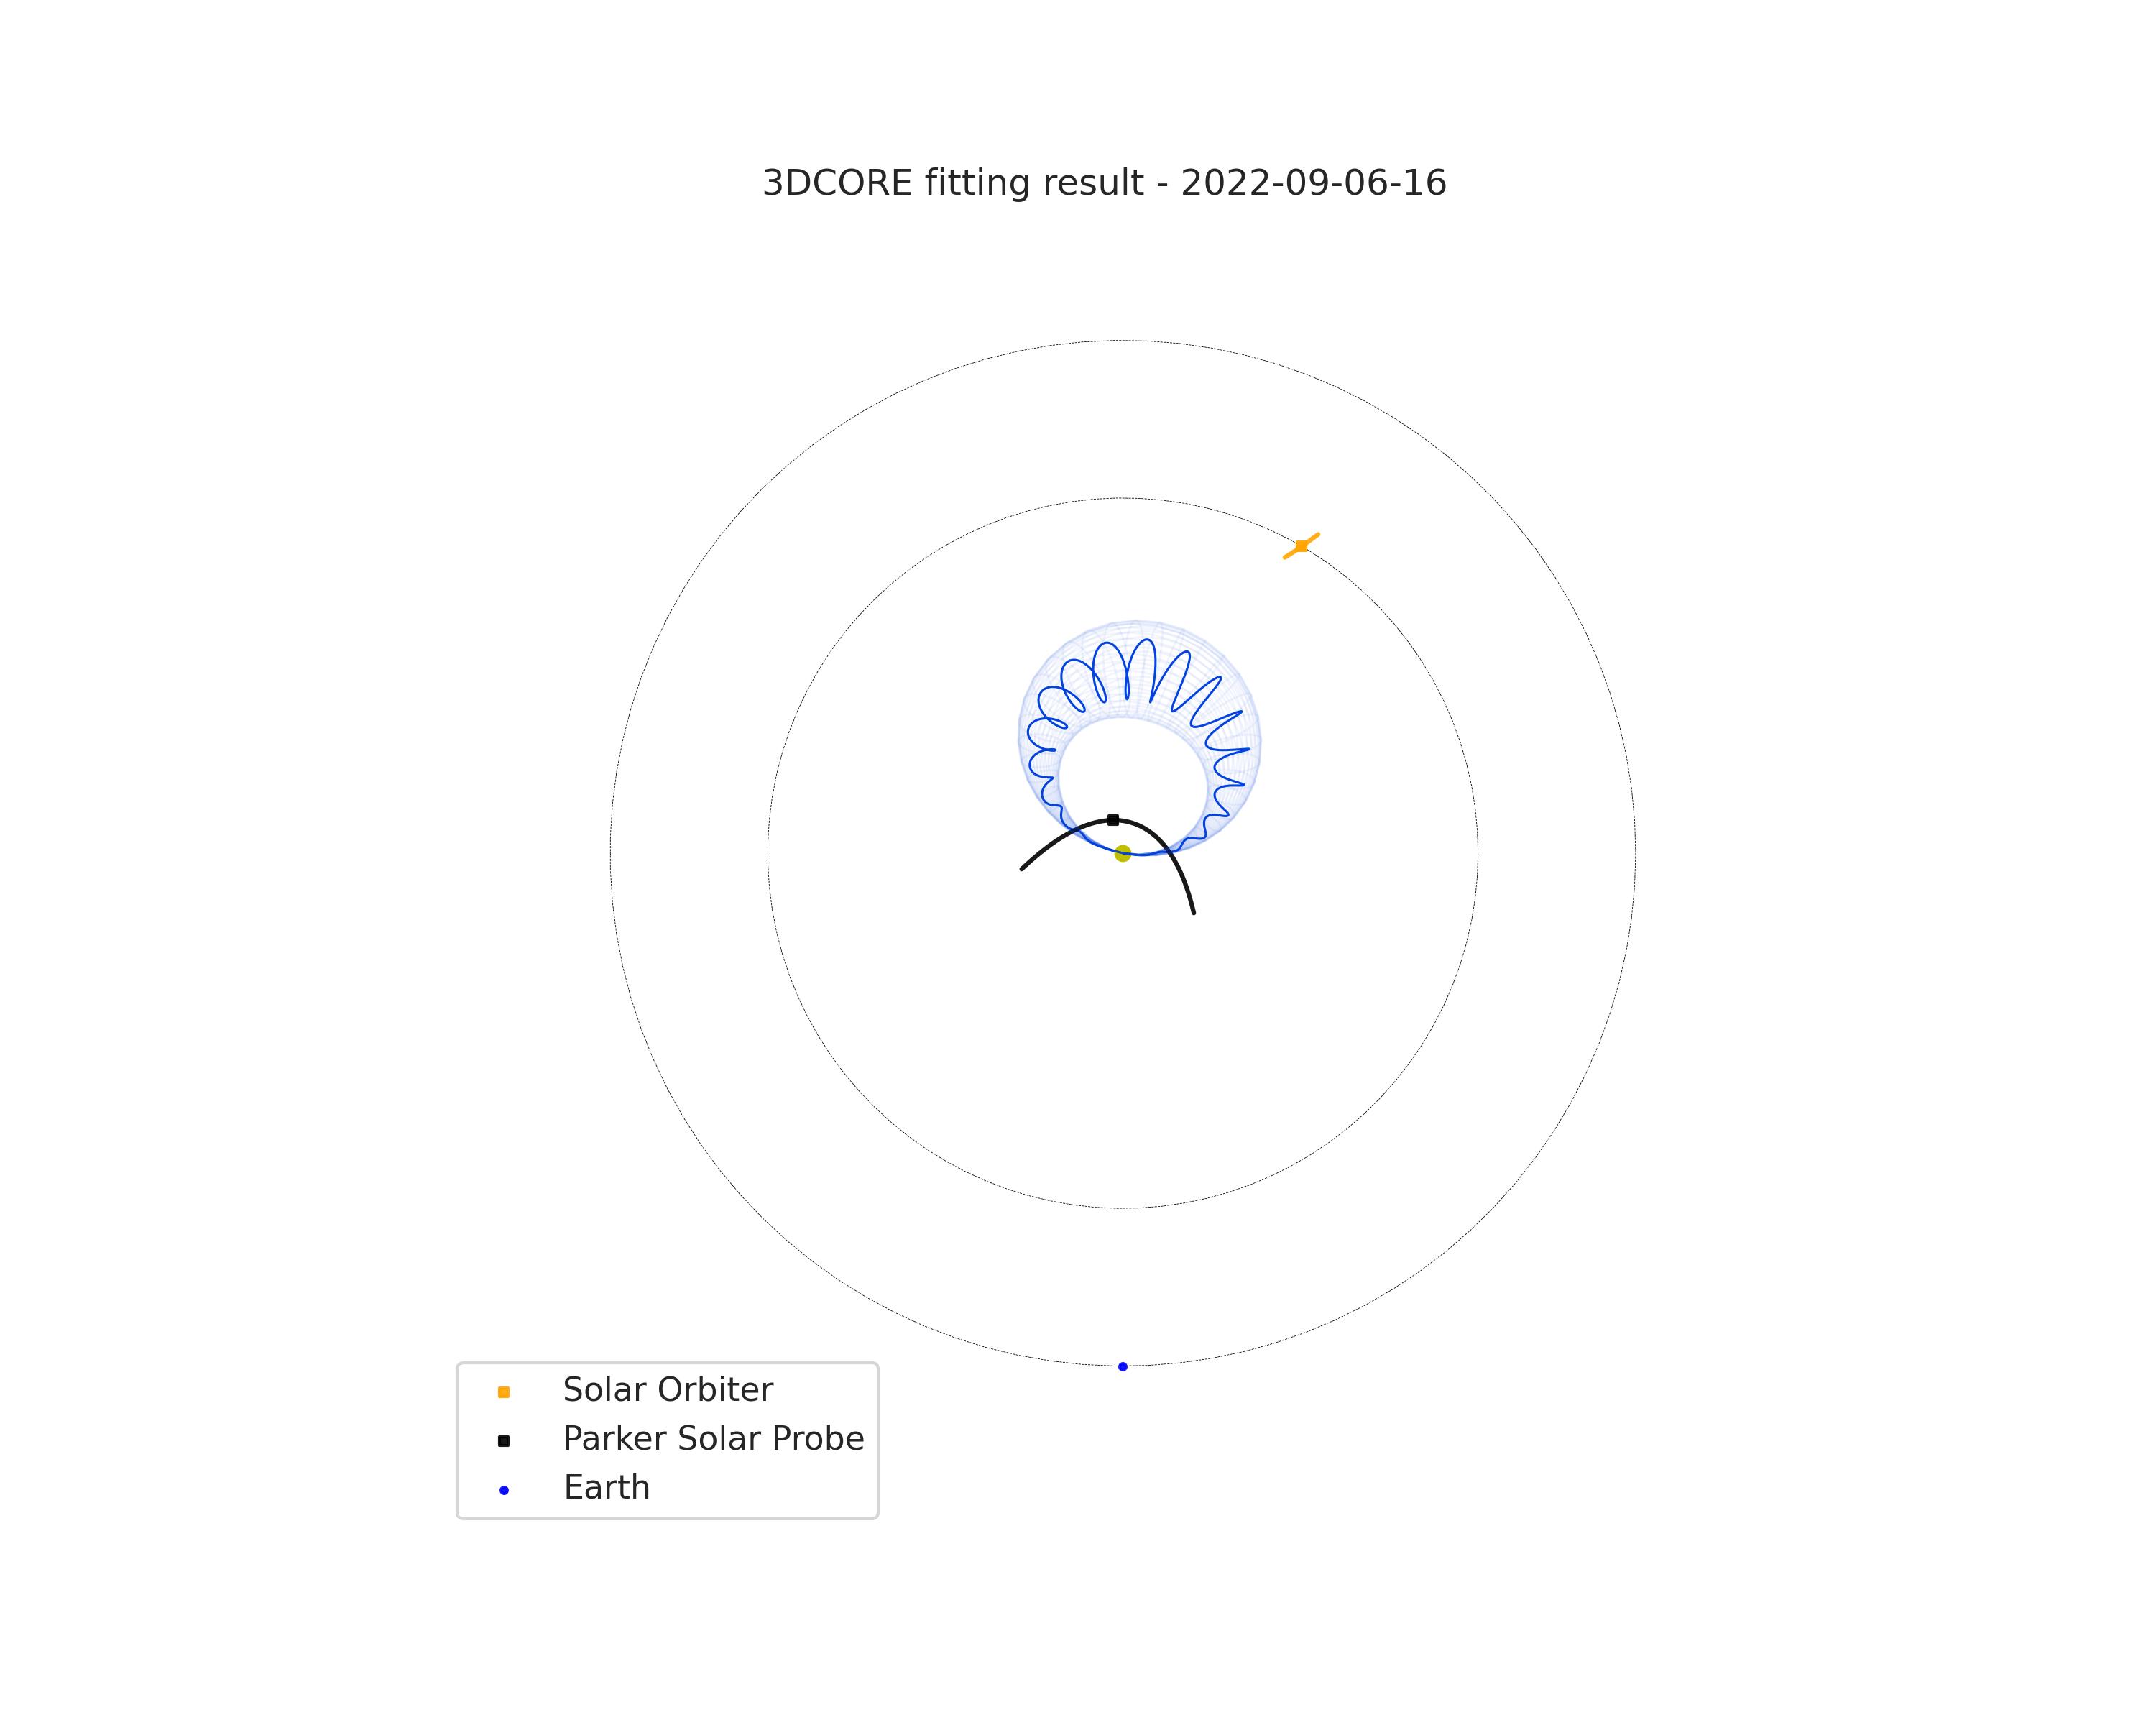 3DCORE fitting result - 2022-09-06-16
Solar Orbiter
Parker Solar Probe
Earth